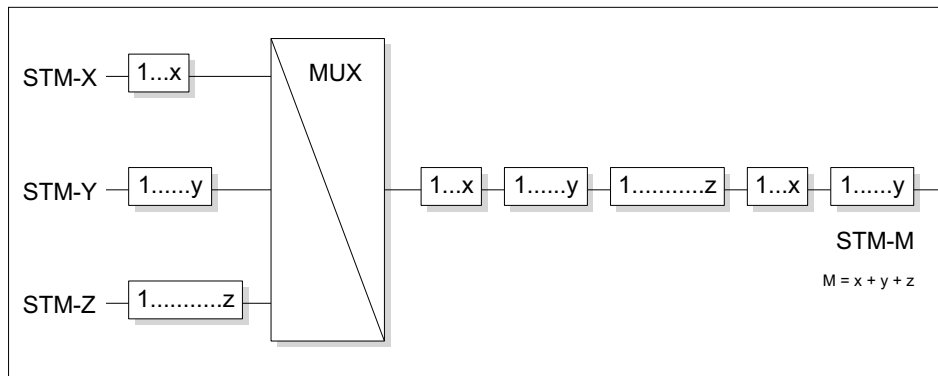 STM-X
1...x
MUX
STM-Y
1......y
1...x
1......y
1...........z
1...x
1......y
STM-M
M = x + y + z
STM-Z
1...........z